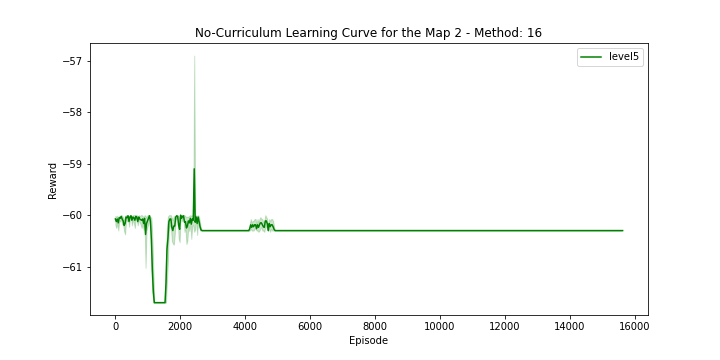 No-Curriculum Learning Curve for the Map 2 - Method: 16
level5
Reward
−57
−58
−59
−60
−61
0 2000 4000 6000 8000 10000 12000 14000 16000
Episode